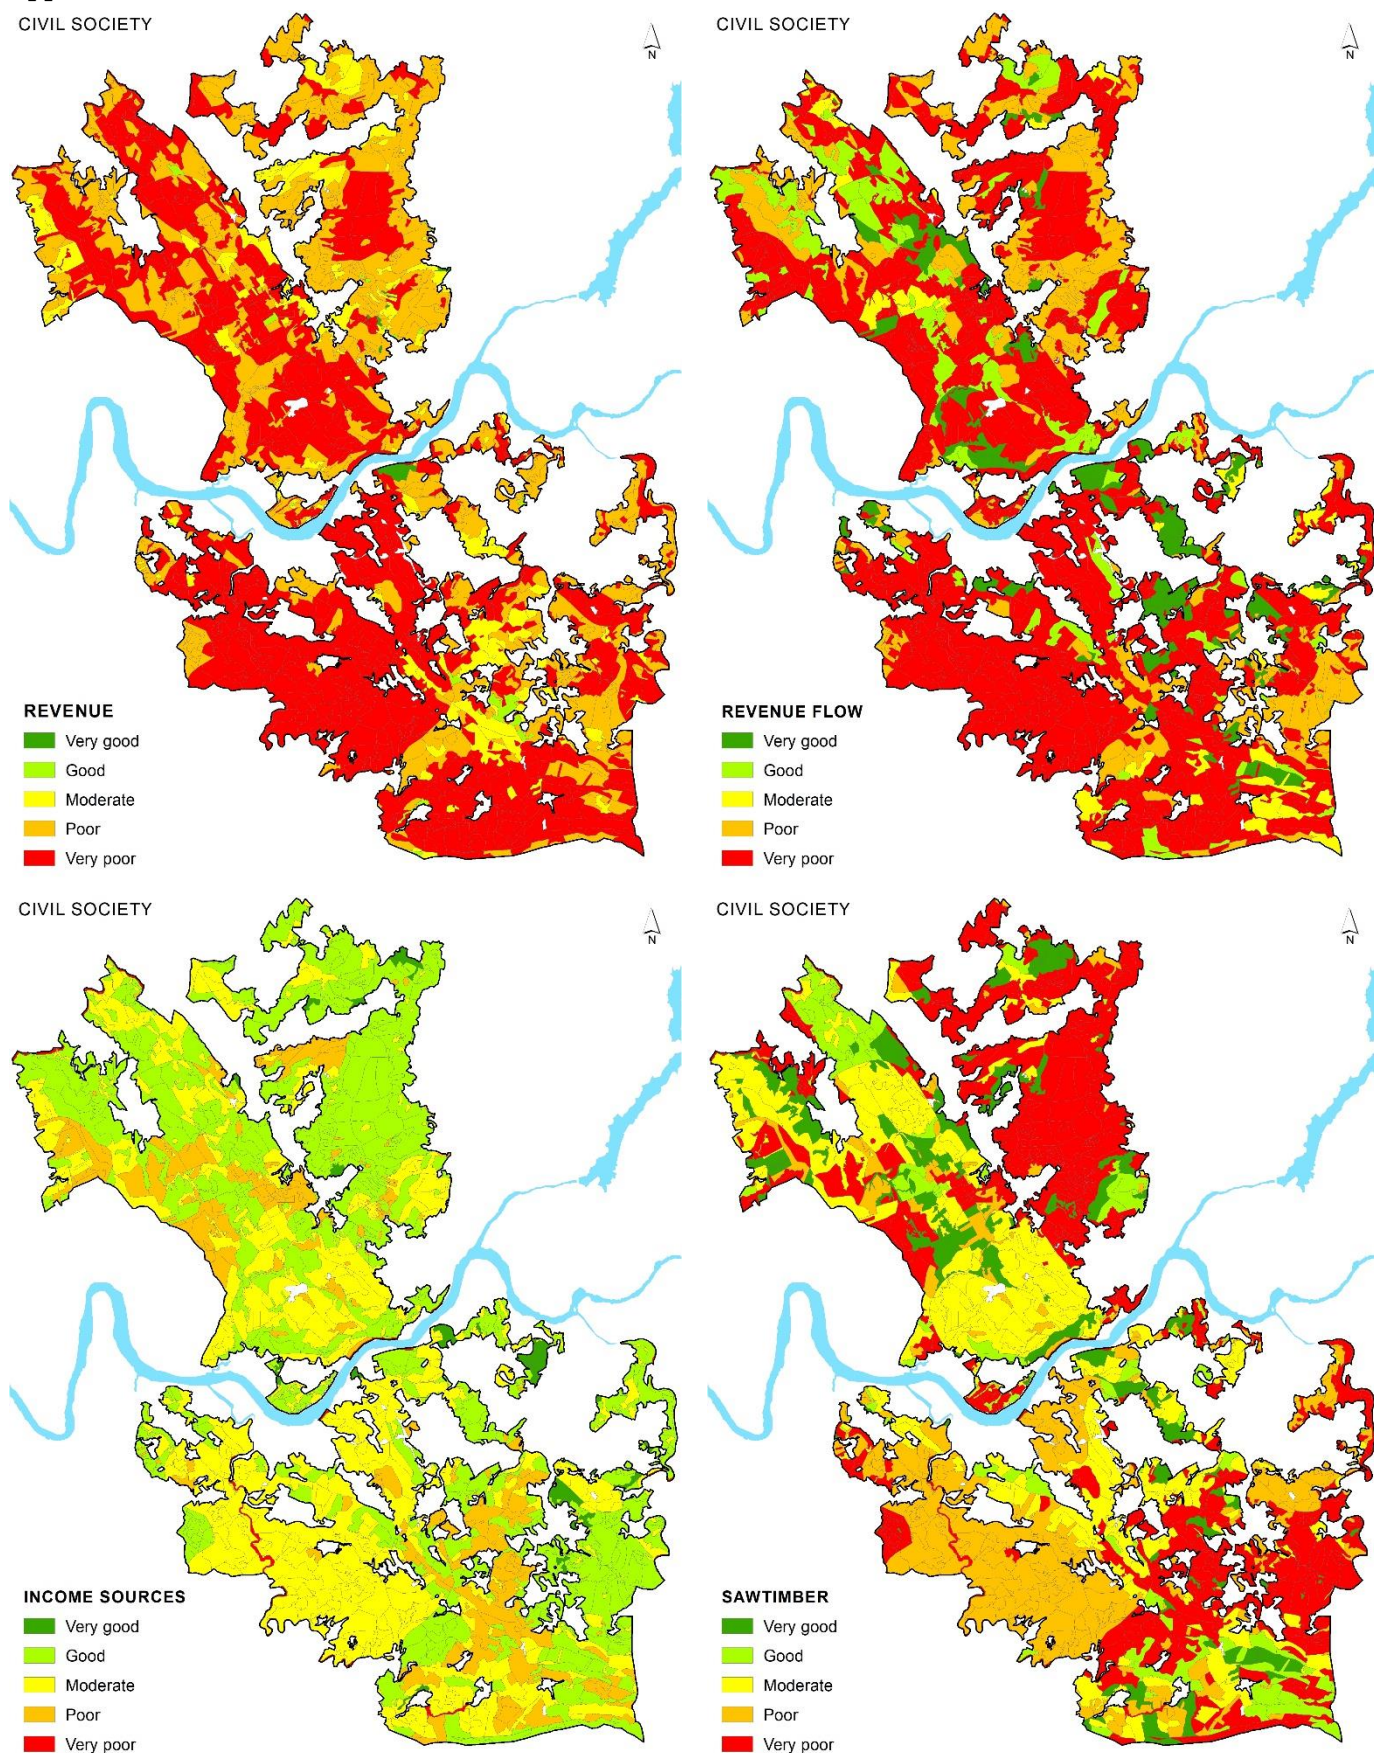 CIVIL SOCIETY
N
REVENUE
Very good
Good
Moderate
Poor
Very poor
CIVIL SOCIETY
N
REVENUE FLOW
Very good
Good
Moderate
Poor
Very poor
CIVIL SOCIETY
N
INCOME SOURCES
Very good
Good
Moderate
Poor
Very poor
CIVIL SOCIETY
N
SAWTIMBER
Very good
Good
Moderate
Poor
Very poor